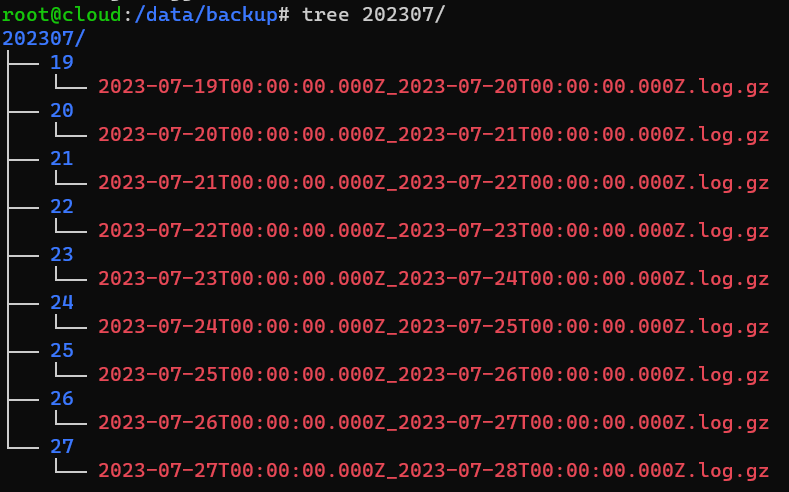 root@cloud:/data/backup# tree 202307/
202307/
├── 19
│   └── 2023-07-19T00:00:00.000Z_2023-07-20T00:00:00.000Z.log.gz
├── 20
│   └── 2023-07-20T00:00:00.000Z_2023-07-21T00:00:00.000Z.log.gz
├── 21
│   └── 2023-07-21T00:00:00.000Z_2023-07-22T00:00:00.000Z.log.gz
├── 22
│   └── 2023-07-22T00:00:00.000Z_2023-07-23T00:00:00.000Z.log.gz
├── 23
│   └── 2023-07-23T00:00:00.000Z_2023-07-24T00:00:00.000Z.log.gz
├── 24
│   └── 2023-07-24T00:00:00.000Z_2023-07-25T00:00:00.000Z.log.gz
├── 25
│   └── 2023-07-25T00:00:00.000Z_2023-07-26T00:00:00.000Z.log.gz
├── 26
│   └── 2023-07-26T00:00:00.000Z_2023-07-27T00:00:00.000Z.log.gz
└── 27
    └── 2023-07-27T00:00:00.000Z_2023-07-28T00:00:00.000Z.log.gz